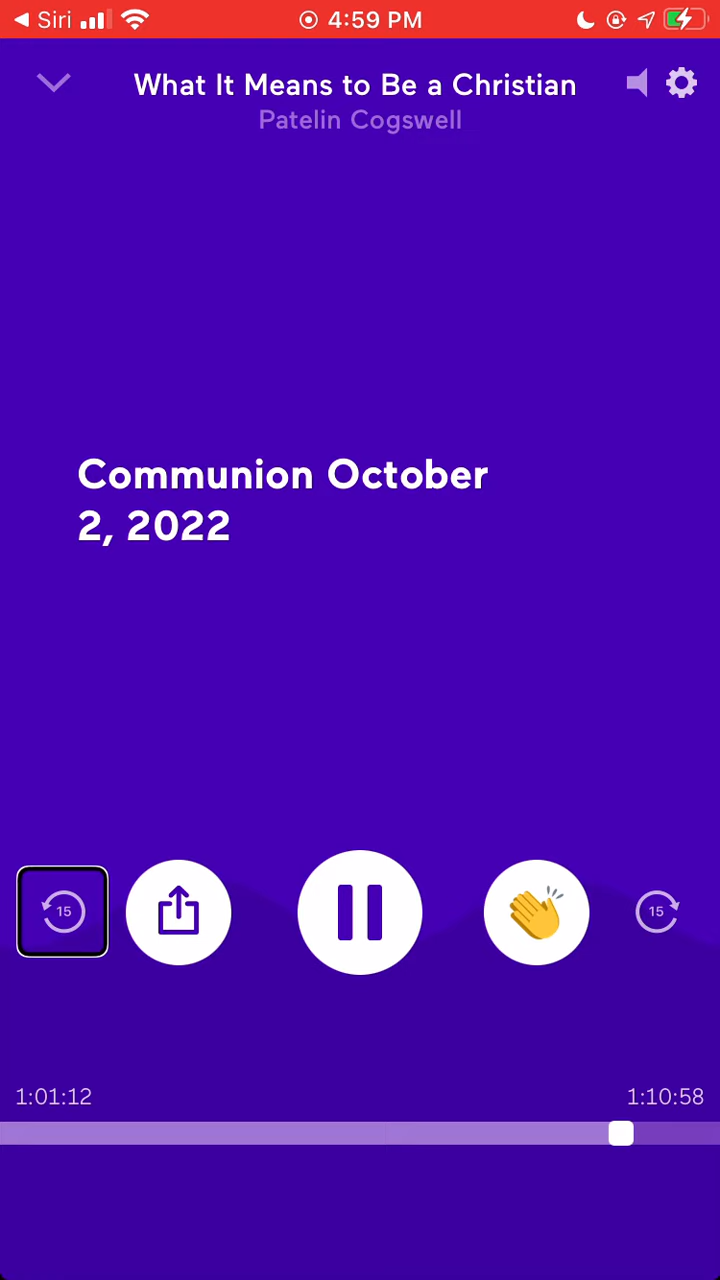 Siri
4:59 PM
What It Means to Be a Christian
Patelin Cogswell
Communion October
2, 2022
15
15
1:01:12
1:10:58